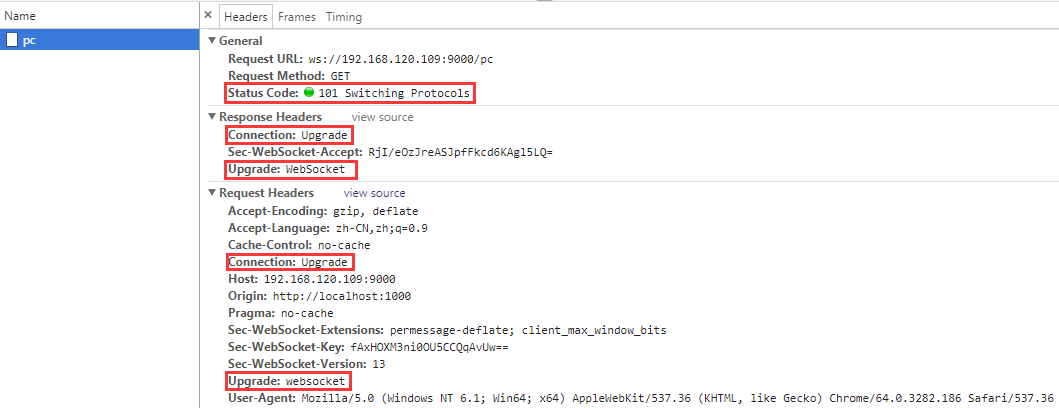 Name
× Headers Frames Timing
pc
▼ General
Request URL: ws://192.168.120.109:9000/pc
Request Method: GET
Status Code: 101 Switching Protocols
▼ Response Headers view source
Connection: Upgrade
Sec-WebSocket-Accept: RjI/eOzJreASJpfFkcd6KAgl5LQ=
Upgrade: WebSocket
▼ Request Headers view source
Accept-Encoding: gzip, deflate
Accept-Language: zh-CN,zh;q=0.9
Cache-Control: no-cache
Connection: Upgrade
Host: 192.168.120.109:9000
Origin: http://localhost:1000
Pragma: no-cache
Sec-WebSocket-Extensions: permessage-deflate; client_max_window_bits
Sec-WebSocket-Key: fAxHOXM3ni0OU5CCQqAvUw==
Sec-WebSocket-Version: 13
Upgrade: websocket
User-Agent: Mozilla/5.0 (Windows NT 6.1; Win64; x64) AppleWebKit/537.36 (KHTML, like Gecko) Chrome/64.0.3282.186 Safari/537.36